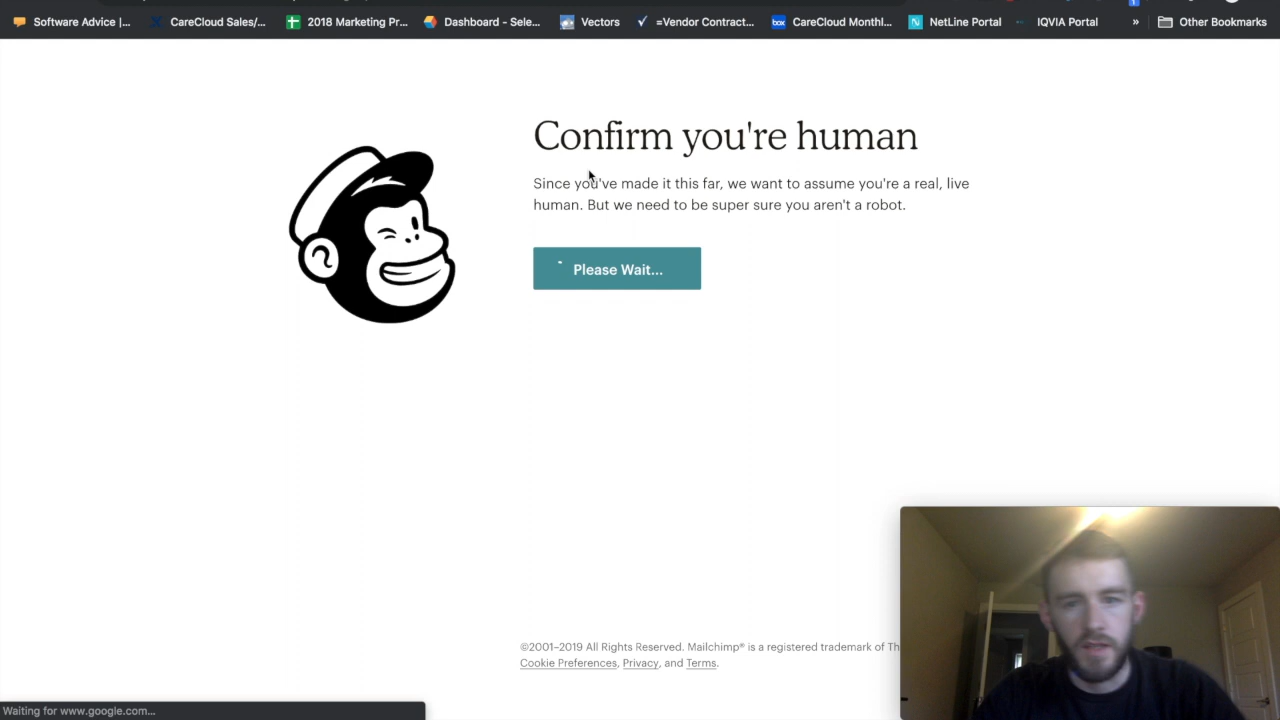 Software Advice |...
CareCloud Sales/...
2018 Marketing Pr...
Dashboard - Sele...
Vectors
=Vendor Contract...
box
CareCloud Monthl...
N
NetLine Portal
IQVIA Portal
»
Other Bookmarks
Confirm you're human
Since you've made it this far, we want to assume you're a real, live
human. But we need to be super sure you aren't a robot.
Please Wait...
©2001–2019 All Rights Reserved. Mailchimp® is a registered trademark of Th
Cookie Preferences, Privacy, and Terms.
Waiting for www.google.com...